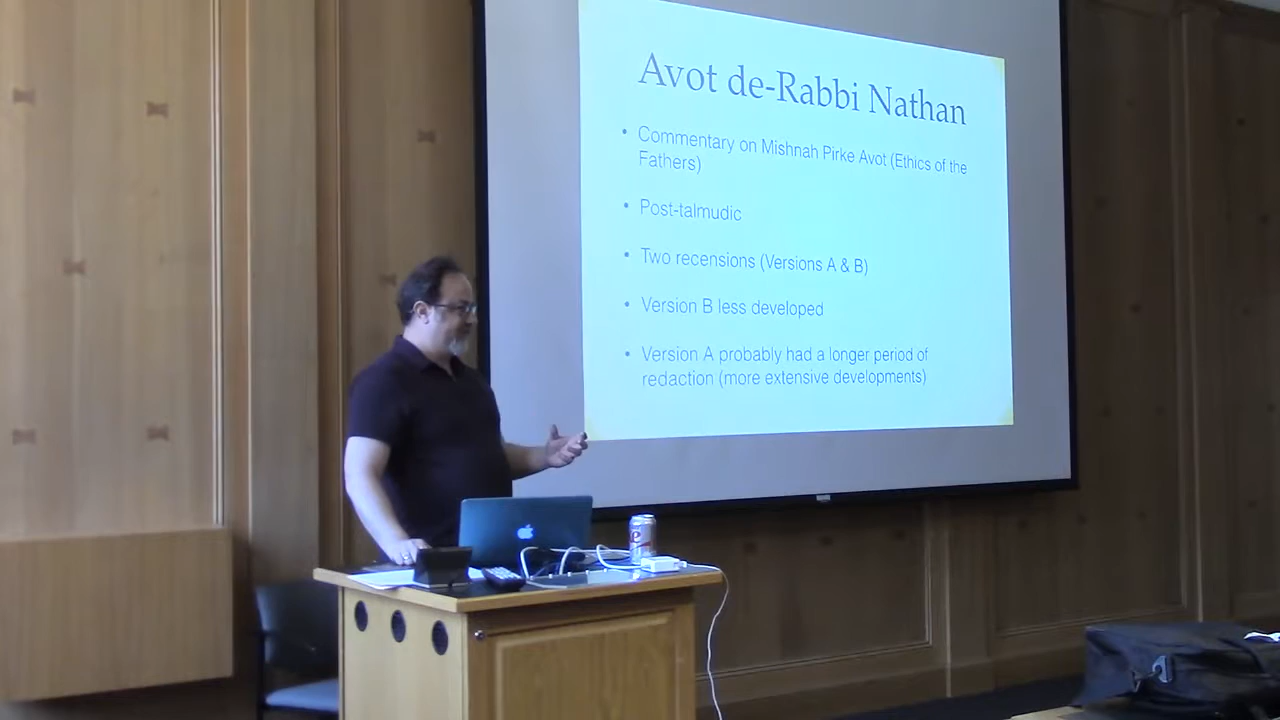 Avot de-Rabbi Nathan
• Commentary on Mishnah Pirke Avot (Ethics of the
Fathers)
• Post-talmudic
• Two recensions (Versions A & B)
• Version B less developed
• Version A probably had a longer period of
redaction (more extensive developments)